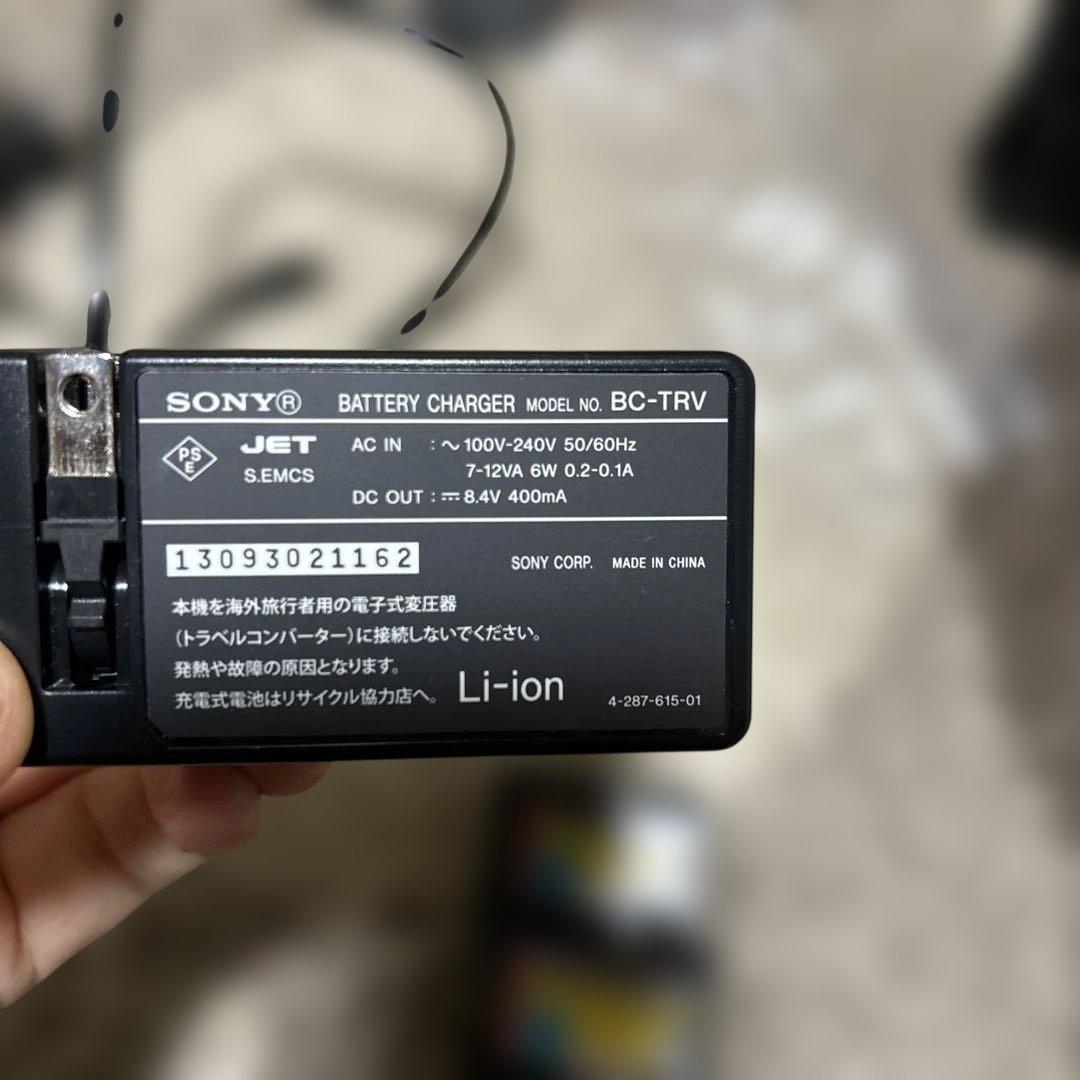 SONY® BATTERY CHARGER MODEL NO. BC-TRV
PSE JET AC IN : ~ 100V-240V 50/60Hz
S.EMCS 7-12VA 6W 0.2-0.1A
DC OUT : ⎓ 8.4V 400mA
13093021162 SONY CORP. MADE IN CHINA
本機を海外旅行者用の電子式変圧器
(トラベルコンバーター)に接続しないでください。
発熱や故障の原因となります。
充電式電池はリサイクル協力店へ。 Li-ion 4-287-615-01